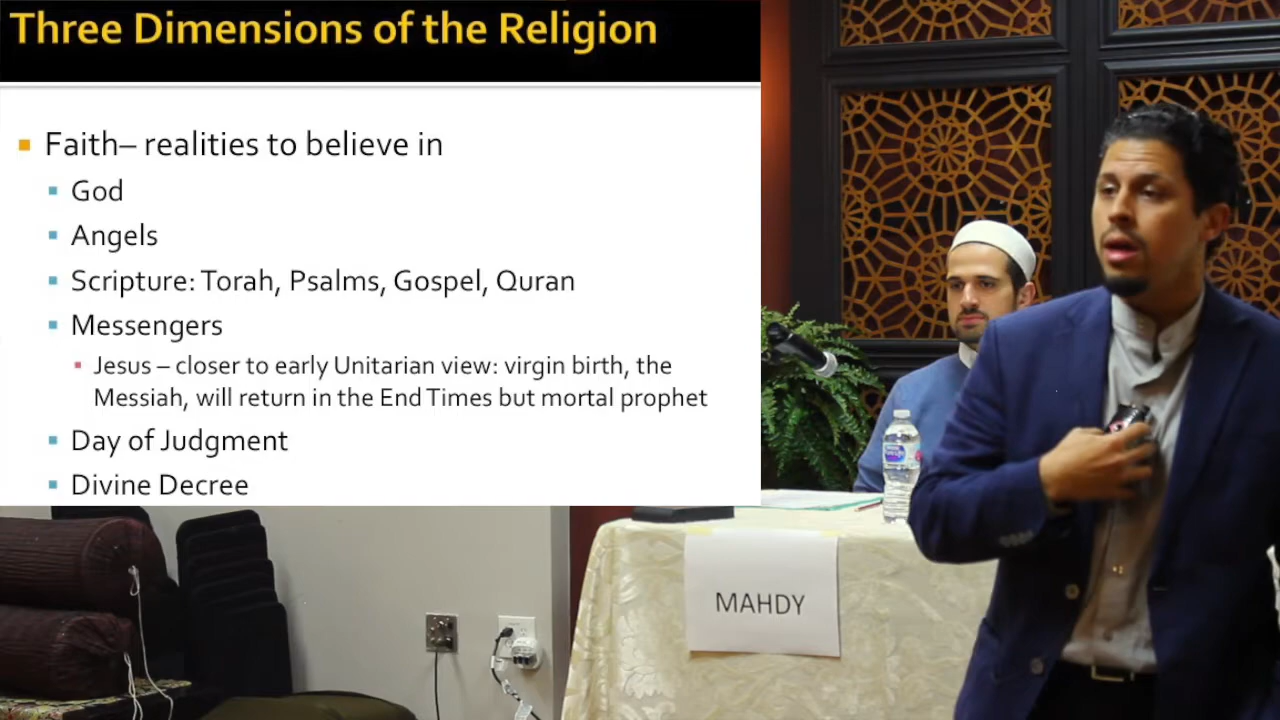 Three Dimensions of the Religion
Faith– realities to believe in
God
Angels
Scripture: Torah, Psalms, Gospel, Quran
Messengers
Jesus – closer to early Unitarian view: virgin birth, the
Messiah, will return in the End Times but mortal prophet
Day of Judgment
Divine Decree
MAHDY